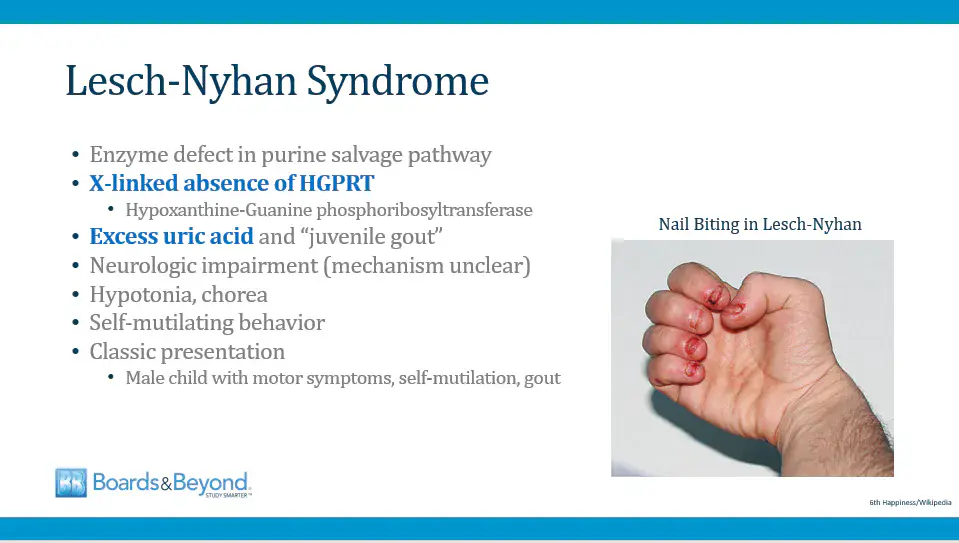 Lesch-Nyhan Syndrome
• Enzyme defect in purine salvage pathway
• X-linked absence of HGPRT
• Hypoxanthine-Guanine phosphoribosyltransferase
• Excess uric acid and “juvenile gout”
• Neurologic impairment (mechanism unclear)
• Hypotonia, chorea
• Self-mutilating behavior
• Classic presentation
• Male child with motor symptoms, self-mutilation, gout
Nail Biting in Lesch-Nyhan
BB Boards&Beyond.
STUDY SMARTER™
6th Happiness/Wikipedia